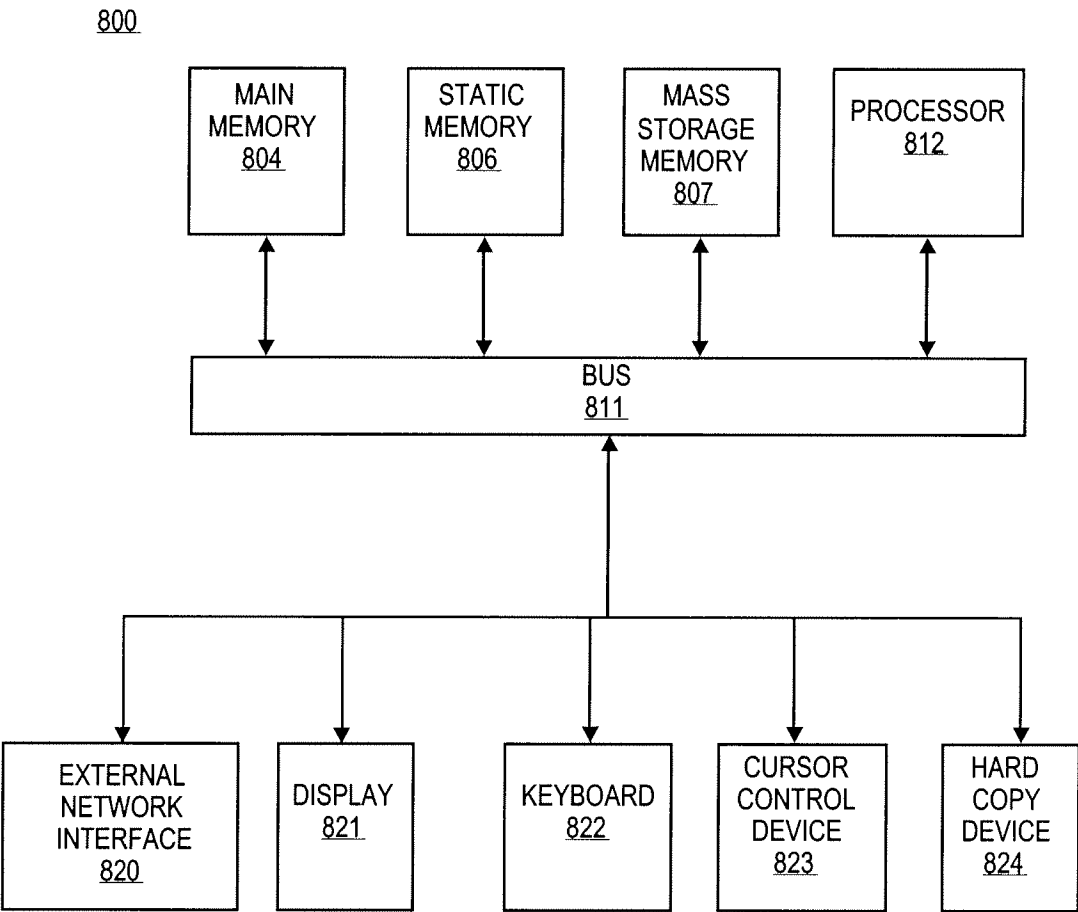 800
MAIN
MEMORY
804
STATIC
MEMORY
806
MASS
STORAGE
MEMORY
807
PROCESSOR
812
BUS
811
EXTERNAL
NETWORK
INTERFACE
820
DISPLAY
821
KEYBOARD
822
CURSOR
CONTROL
DEVICE
823
HARD
COPY
DEVICE
824